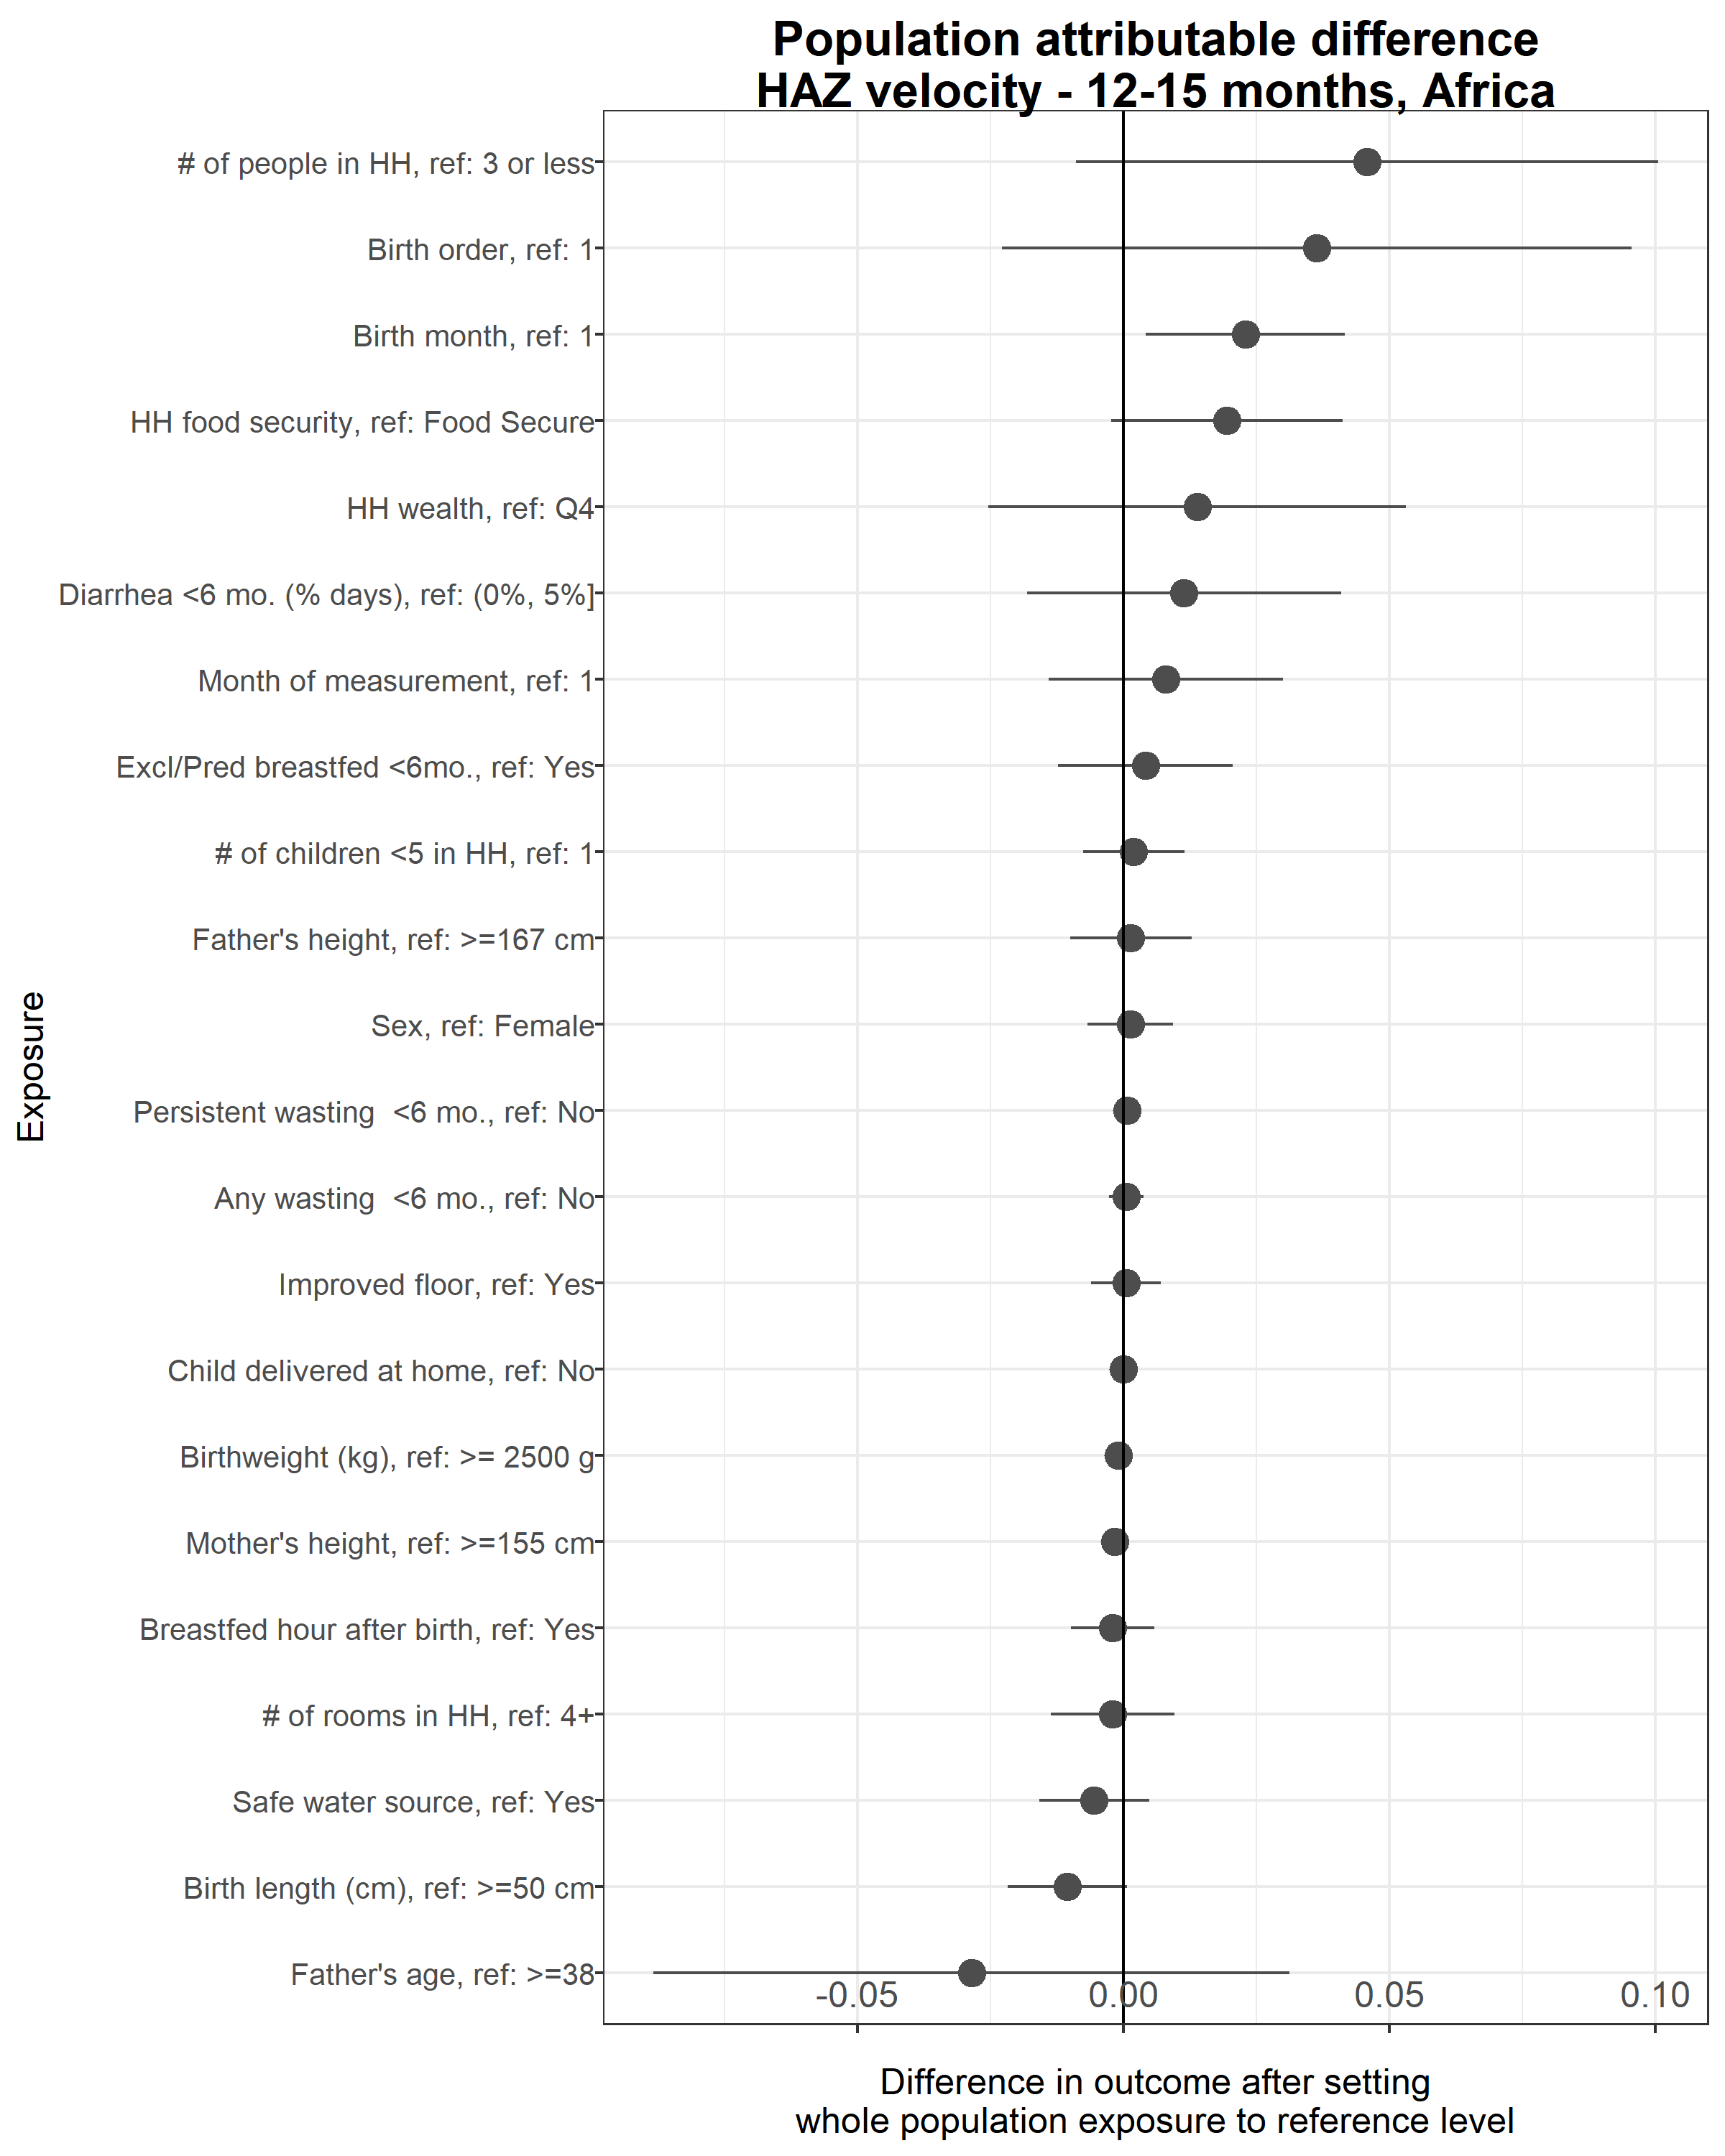 Population attributable difference
HAZ velocity - 12-15 months, Africa
# of people in HH, ref: 3 or less
Birth order, ref: 1
Birth month, ref: 1
HH food security, ref: Food Secure
HH wealth, ref: Q4
Diarrhea <6 mo. (% days), ref: (0%, 5%]
Month of measurement, ref: 1
Excl/Pred breastfed <6mo., ref: Yes
# of children <5 in HH, ref: 1
Father's height, ref: >=167 cm
Sex, ref: Female
Persistent wasting  <6 mo., ref: No
Any wasting  <6 mo., ref: No
Improved floor, ref: Yes
Child delivered at home, ref: No
Birthweight (kg), ref: >= 2500 g
Mother's height, ref: >=155 cm
Breastfed hour after birth, ref: Yes
# of rooms in HH, ref: 4+
Safe water source, ref: Yes
Birth length (cm), ref: >=50 cm
Father's age, ref: >=38
Exposure
-0.05 0.00 0.05 0.10
Difference in outcome after setting
whole population exposure to reference level